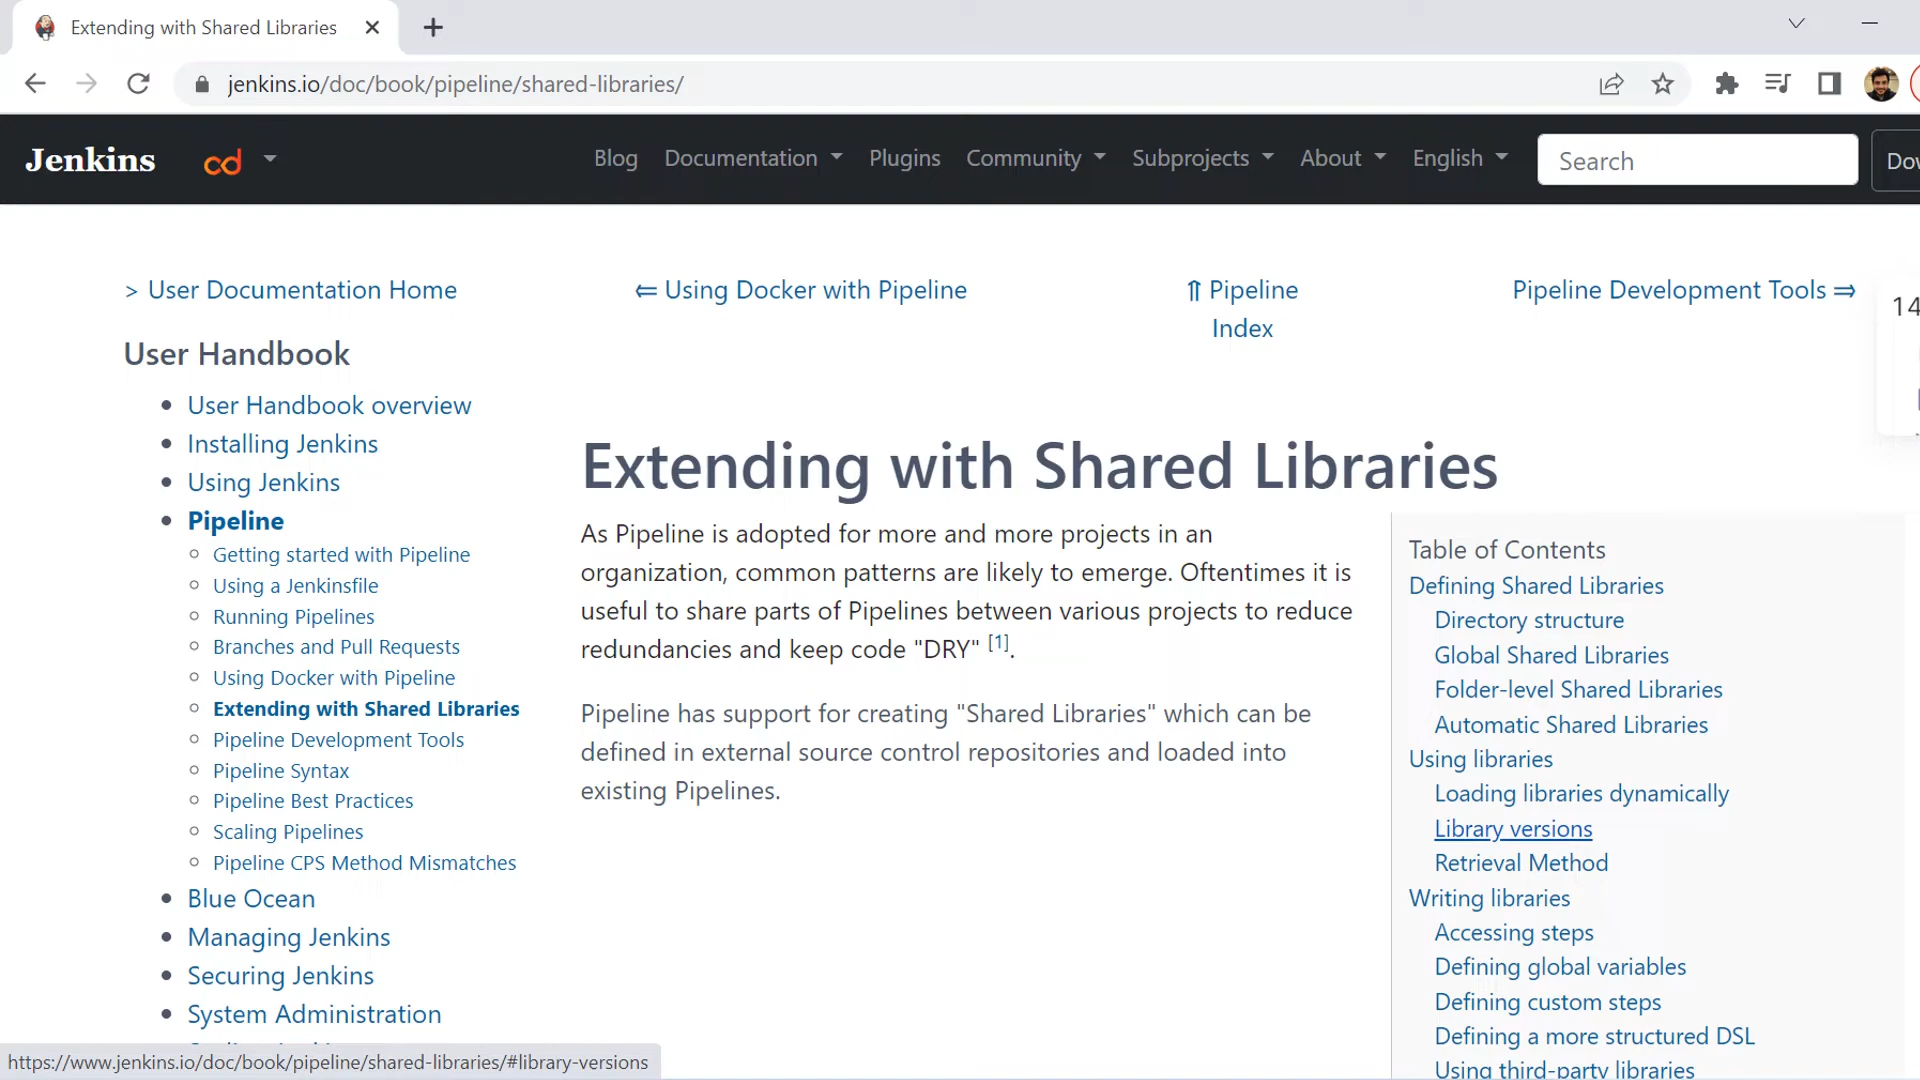 Extending with Shared Libraries
jenkins.io/doc/book/pipeline/shared-libraries/
Jenkins
cd
Blog
Documentation
Plugins
Community
Subprojects
About
English
Search
> User Documentation Home
⇐ Using Docker with Pipeline
⇑ Pipeline
Index
Pipeline Development Tools ⇒
14
User Handbook
User Handbook overview
Installing Jenkins
Using Jenkins
Pipeline
Getting started with Pipeline
Using a Jenkinsfile
Running Pipelines
Branches and Pull Requests
Using Docker with Pipeline
Extending with Shared Libraries
Pipeline Development Tools
Pipeline Syntax
Pipeline Best Practices
Scaling Pipelines
Pipeline CPS Method Mismatches
Blue Ocean
Managing Jenkins
Securing Jenkins
System Administration
Extending with Shared Libraries
As Pipeline is adopted for more and more projects in an
organization, common patterns are likely to emerge. Oftentimes it is
useful to share parts of Pipelines between various projects to reduce
redundancies and keep code "DRY" [1].
Pipeline has support for creating "Shared Libraries" which can be
defined in external source control repositories and loaded into
existing Pipelines.
Table of Contents
Defining Shared Libraries
Directory structure
Global Shared Libraries
Folder-level Shared Libraries
Automatic Shared Libraries
Using libraries
Loading libraries dynamically
Library versions
Retrieval Method
Writing libraries
Accessing steps
Defining global variables
Defining custom steps
Defining a more structured DSL
Using third-party libraries
https://www.jenkins.io/doc/book/pipeline/shared-libraries/#library-versions